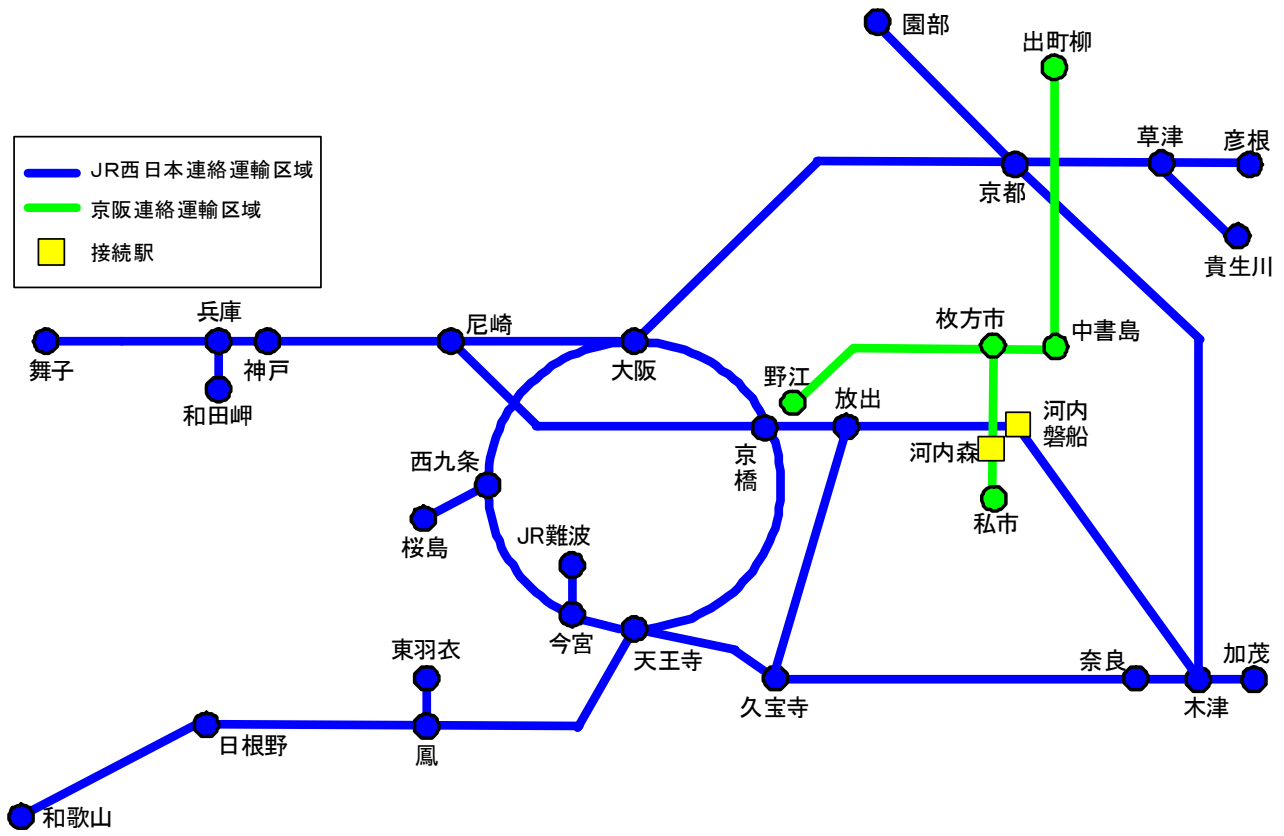 園部
出町柳
草津
彦根
京都
貴生川
JR西日本連絡運輸区域
京阪連絡運輸区域
接続駅
兵庫
尼崎
枚方市
中書島
舞子
神戸
大阪
和田岬
野江
放出
河内
磐船
京
橋
河内森
西九条
私市
桜島
JR難波
今宮
天王寺
東羽衣
奈良
加茂
久宝寺
木津
日根野
鳳
和歌山